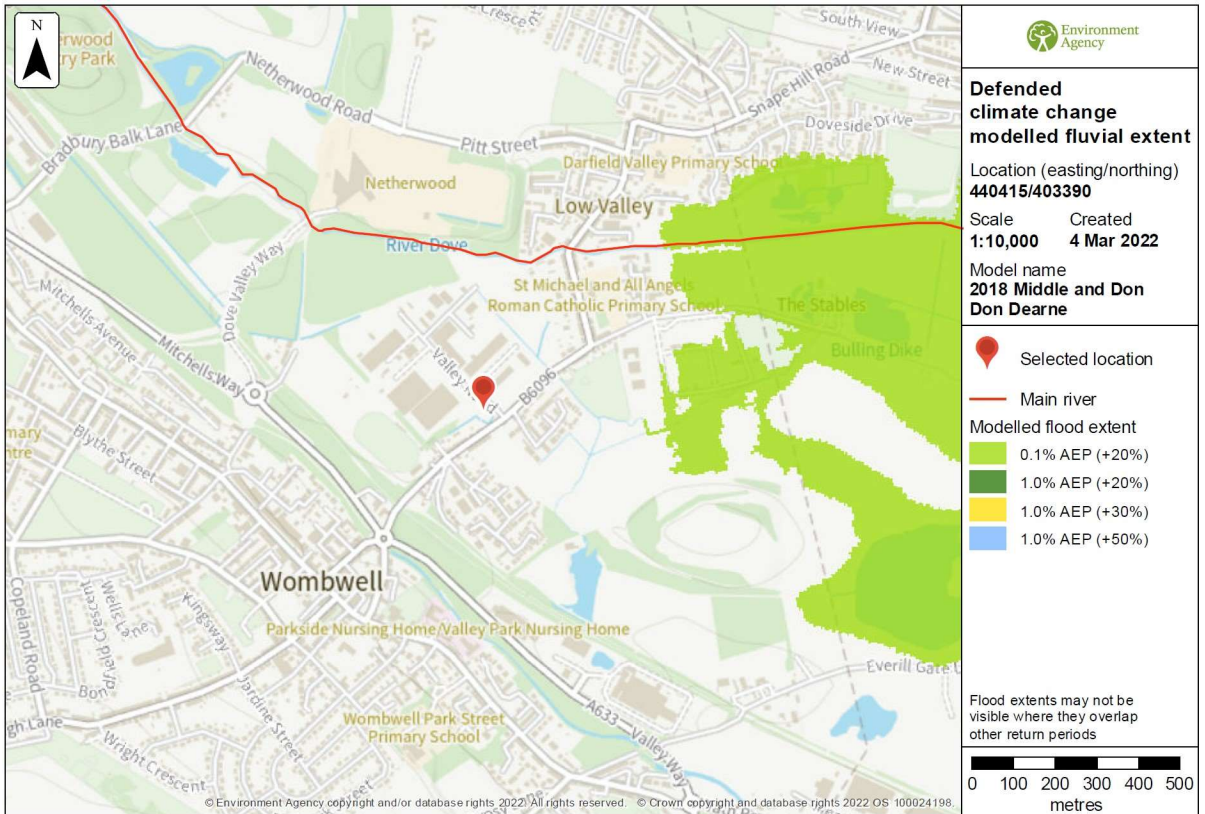 N
Netherwood Road
Bradbury Balk Lane
Pitt Street
Snape Hill Road
South View
New Street
Doveside Drive
Darfield Valley Primary School
Netherwood
Low Valley
River Dove
Dove Valley Way
St Michael and All Angels
Roman Catholic Primary School
The Stables
Bulling Dike
Mitchells Avenue
Mitchells Way
Valley Road
B6096
Blythe Street
Wombwell
Copeland Road
Wells Lane
Kingsway
Parkside Nursing Home/Valley Park Nursing Home
Jardine Street
Wombwell Park Street
Primary School
Wright Crescent
A633
Valley Way
Everill Gate L
© Environment Agency copyright and/or database rights 2022. All rights reserved. © Crown copyright and database rights 2022 OS 100024198.
Environment
Agency
Defended
climate change
modelled fluvial extent
Location (easting/northing)
440415/403390
Scale Created
1:10,000 4 Mar 2022
Model name
2018 Middle and Don
Don Dearne
Selected location
Main river
Modelled flood extent
0.1% AEP (+20%)
1.0% AEP (+20%)
1.0% AEP (+30%)
1.0% AEP (+50%)
Flood extents may not be
visible where they overlap
other return periods
0 100 200 300 400 500
metres